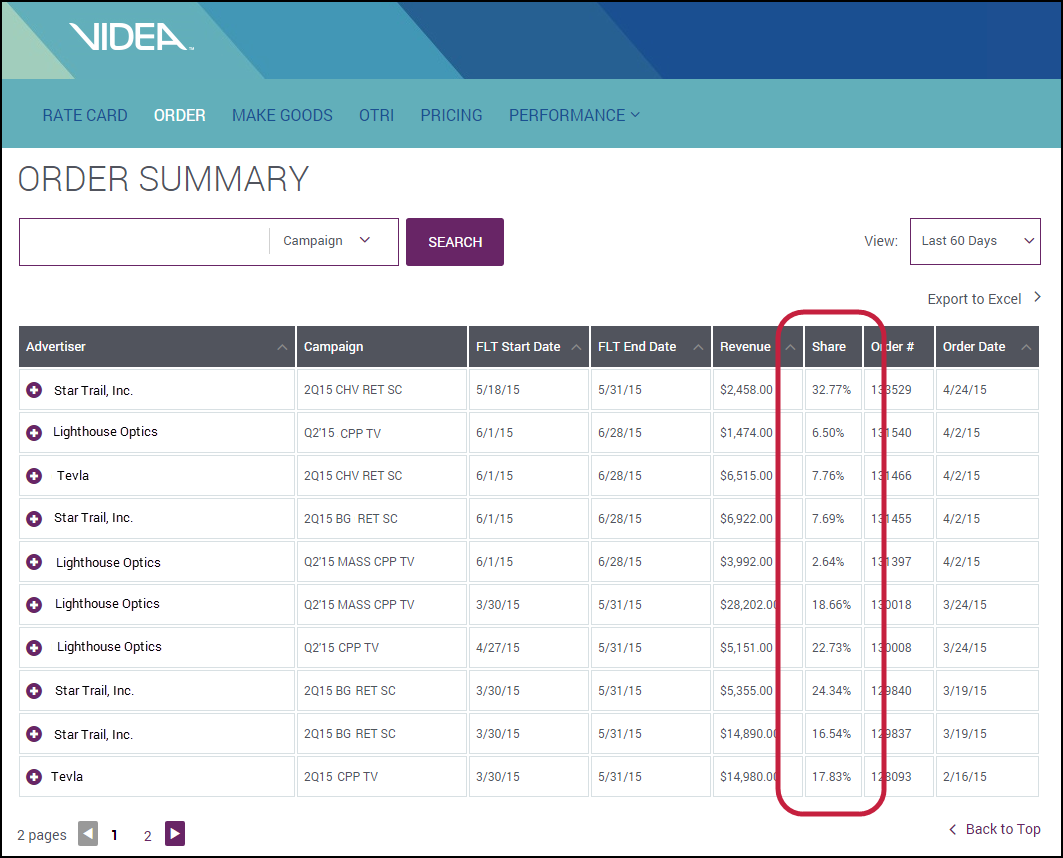 VIDEA™
RATE CARD ORDER MAKE GOODS OTRI PRICING PERFORMANCE
ORDER SUMMARY
Campaign SEARCH View: Last 60 Days
Export to Excel
Advertiser Campaign FLT Start Date FLT End Date Revenue Share Order # Order Date
Star Trail, Inc. 2Q15 CHV RET SC 5/18/15 5/31/15 $2,458.00 32.77% 133529 4/24/15
Lighthouse Optics Q2'15 CPP TV 6/1/15 6/28/15 $1,474.00 6.50% 131540 4/2/15
Tevla 2Q15 CHV RET SC 6/1/15 6/28/15 $6,515.00 7.76% 131466 4/2/15
Star Trail, Inc. 2Q15 BG RET SC 6/1/15 6/28/15 $6,922.00 7.69% 131455 4/2/15
Lighthouse Optics Q2'15 MASS CPP TV 6/1/15 6/28/15 $3,992.00 2.64% 131397 4/2/15
Lighthouse Optics Q2'15 MASS CPP TV 3/30/15 5/31/15 $28,202.00 18.66% 130018 3/24/15
Lighthouse Optics Q2'15 CPP TV 4/27/15 5/31/15 $5,151.00 22.73% 130008 3/24/15
Star Trail, Inc. 2Q15 BG RET SC 3/30/15 5/31/15 $5,355.00 24.34% 129840 3/19/15
Star Trail, Inc. 2Q15 BG RET SC 3/30/15 5/31/15 $14,890.00 16.54% 129837 3/19/15
Tevla 2Q15 CPP TV 3/30/15 5/31/15 $14,980.00 17.83% 128093 2/16/15
2 pages 1 2 Back to Top